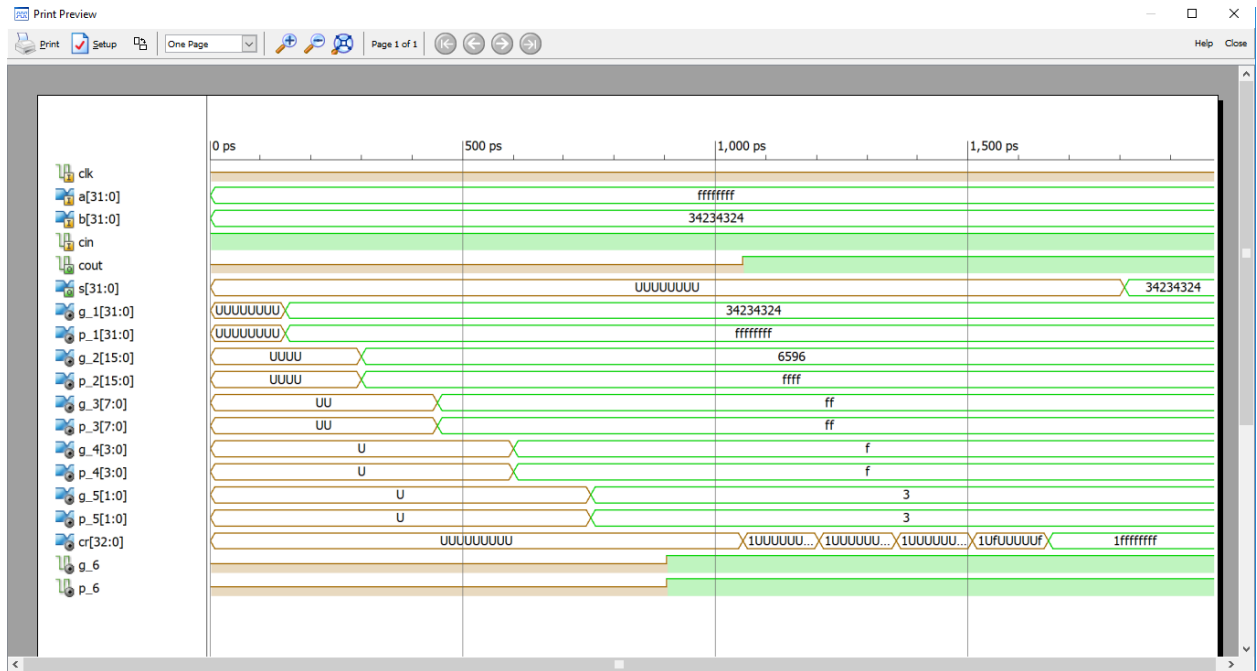 Print Preview
Print Setup One Page Page 1 of 1 Help Close
0 ps 500 ps 1,000 ps 1,500 ps
clk
a[31:0] ffffffff
b[31:0] 34234324
cin
cout
s[31:0] UUUUUUUU 34234324
g_1[31:0] UUUUUUUU 34234324
p_1[31:0] UUUUUUUU ffffffff
g_2[15:0] UUUU 6596
p_2[15:0] UUUU ffff
g_3[7:0] UU ff
p_3[7:0] UU ff
g_4[3:0] U f
p_4[3:0] U f
g_5[1:0] U 3
p_5[1:0] U 3
cr[32:0] UUUUUUUUU 1UUUUUU... 1UUUUUU... 1UUUUUU... 1UfUUUUUf 1ffffffff
g_6
p_6